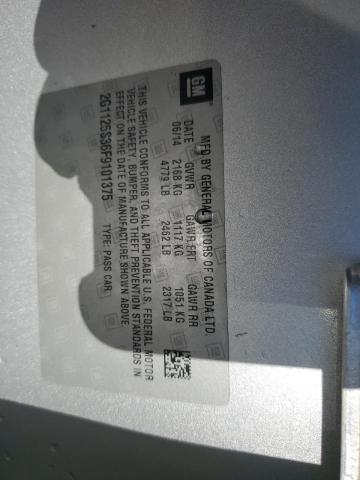 GM
MFD BY GENERAL MOTORS OF CANADA LTD.
DATE GVWR GAWR FRT GAWR RR
06/14 2168 KG 1117 KG 1051 KG
4779 LB 2462 LB 2317 LB
THIS VEHICLE CONFORMS TO ALL APPLICABLE U.S. FEDERAL MOTOR
VEHICLE SAFETY, BUMPER, AND THEFT PREVENTION STANDARDS IN
EFFECT ON THE DATE OF MANUFACTURE SHOWN ABOVE.
2G1125S36F9101375 TYPE: PASS CAR